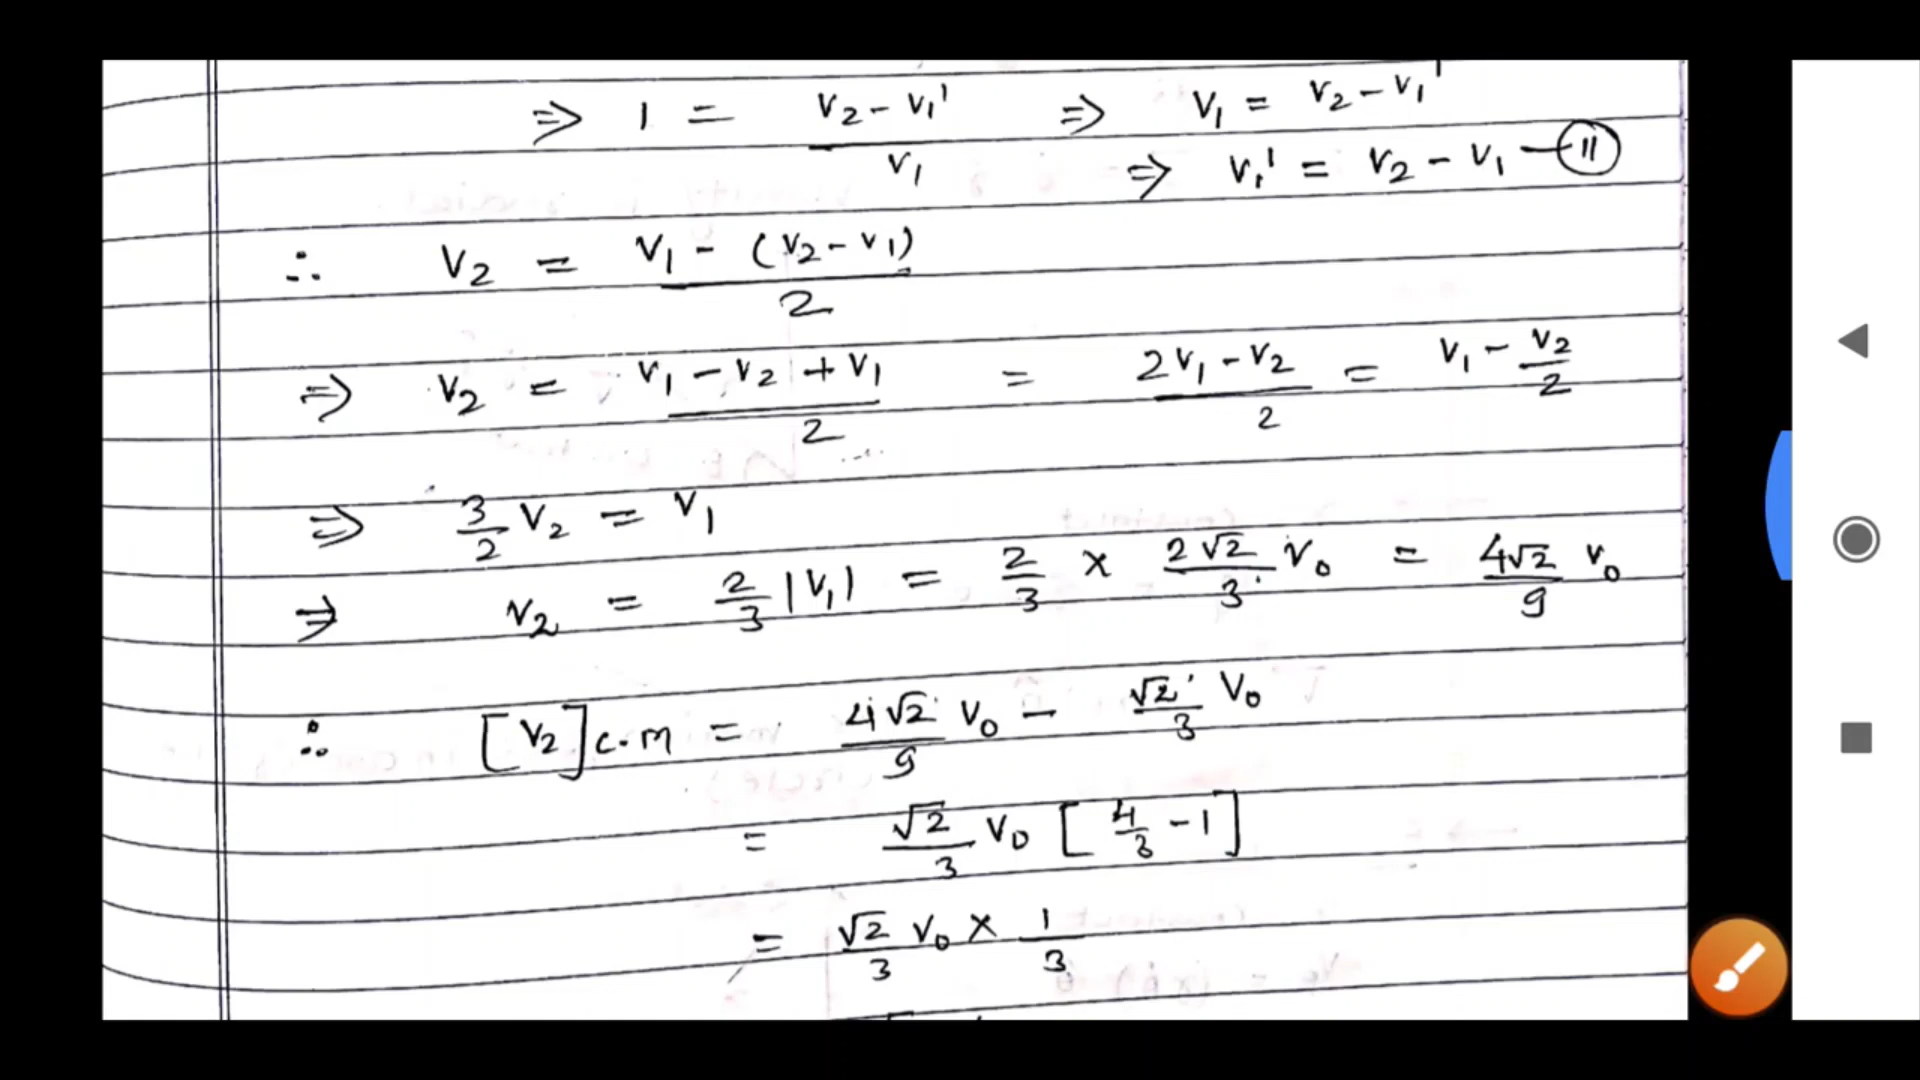 ⇒ 1 = (v₂ - v₁')/v₁ ⇒ v₁ = v₂ - v₁'
⇒ v₁' = v₂ - v₁ — (11)
∴ v₂ = (v₁ - (v₂ - v₁))/2
⇒ v₂ = (v₁ - v₂ + v₁)/2 = (2v₁ - v₂)/2 = v₁ - v₂/2
⇒ 3/2 v₂ = v₁
⇒ v₂ = 2/3 |v₁| = 2/3 × 2√2/3 v₀ = 4√2/9 v₀
∴ [v₂]c.m = 4√2/9 v₀ - √2/3 v₀
= √2/3 v₀ [4/3 - 1]
= √2/3 v₀ × 1/3